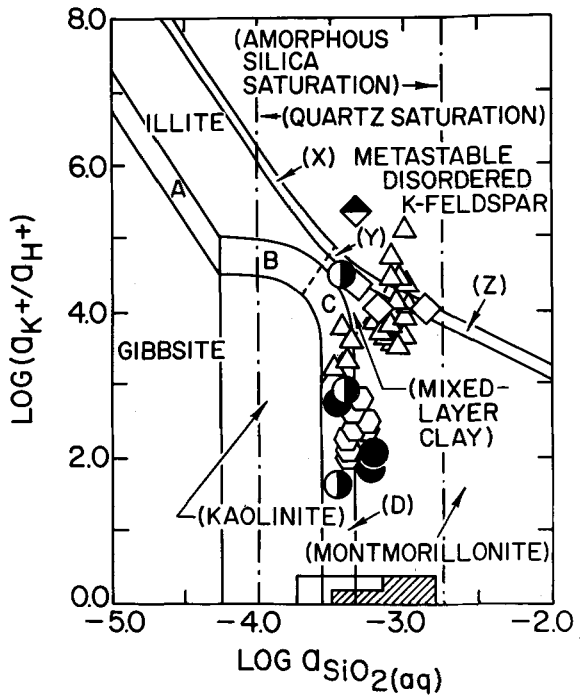 8.0
6.0
4.0
2.0
0.0
LOG (aK+/aH+)
(AMORPHOUS
SILICA
SATURATION)
(QUARTZ SATURATION)
ILLITE
(X)
METASTABLE
DISORDERED
K-FELDSPAR
A
(Y)
B
C
(Z)
GIBBSITE
(MIXED-
LAYER
CLAY)
(KAOLINITE)
(D)
(MONTMORILLONITE)
-5.0
-4.0
-3.0
-2.0
LOG aSiO2(aq)